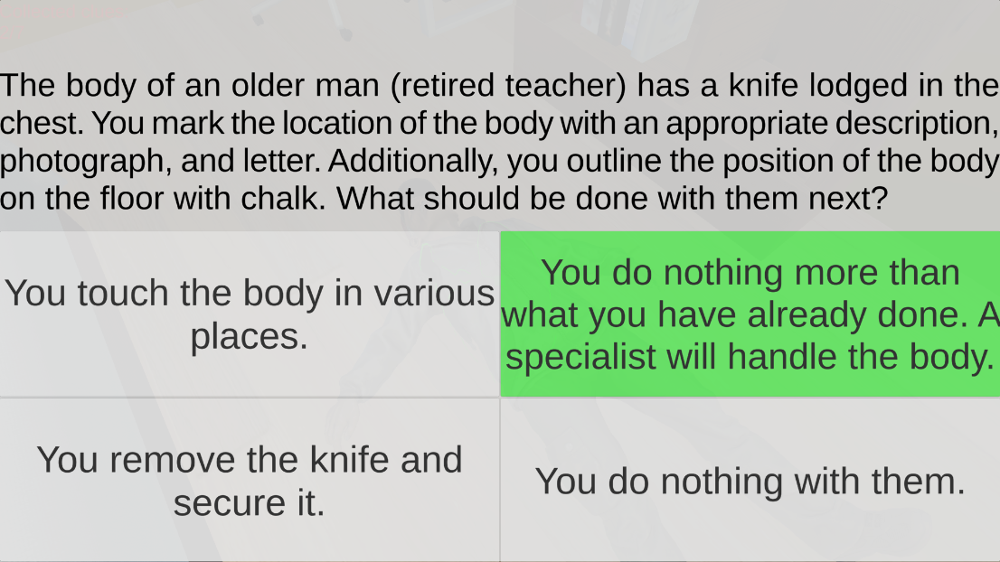 The body of an older man (retired teacher) has a knife lodged in the
chest. You mark the location of the body with an appropriate description,
photograph, and letter. Additionally, you outline the position of the body
on the floor with chalk. What should be done with them next?
You touch the body in various
places.
You do nothing more than
what you have already done. A
specialist will handle the body.
You remove the knife and
secure it.
You do nothing with them.